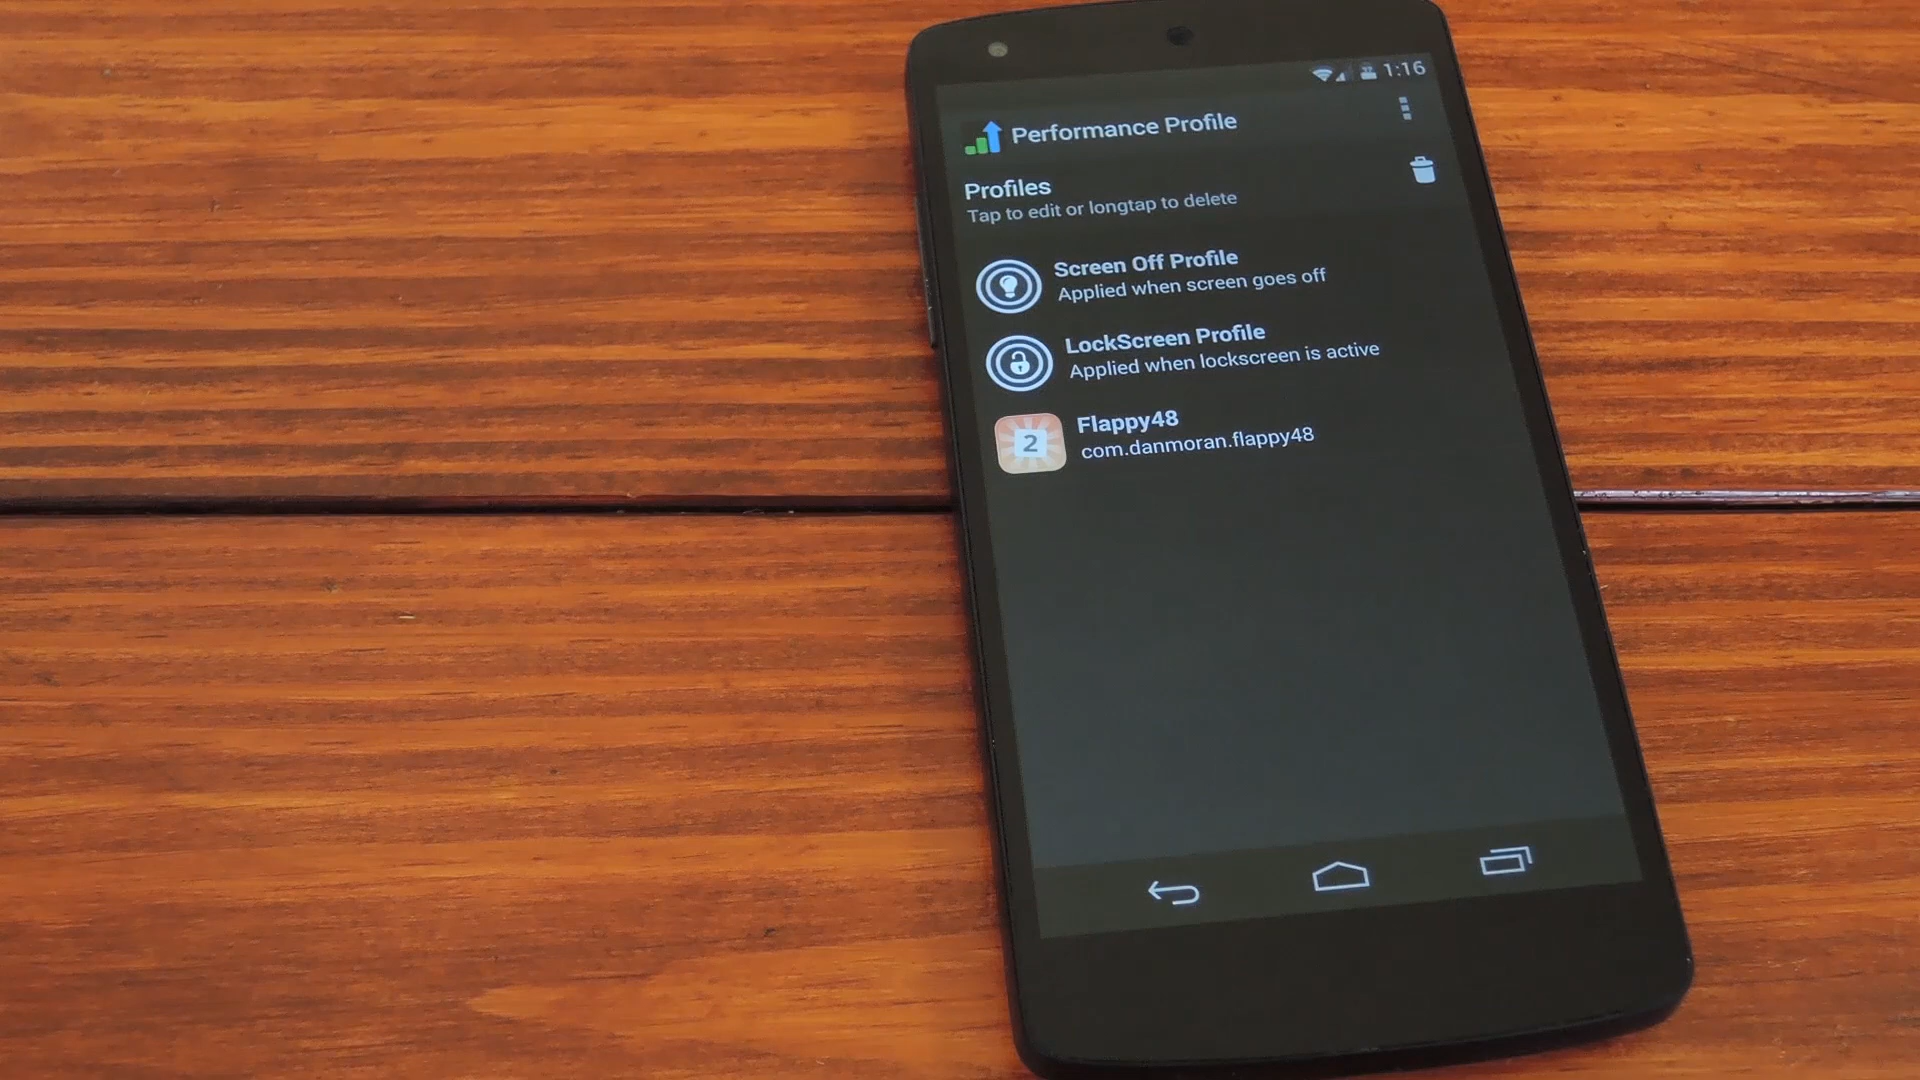 1:16
Performance Profile
Profiles
Tap to edit or longtap to delete
Screen Off Profile
Applied when screen goes off
LockScreen Profile
Applied when lockscreen is active
2
Flappy48
com.danmoran.flappy48